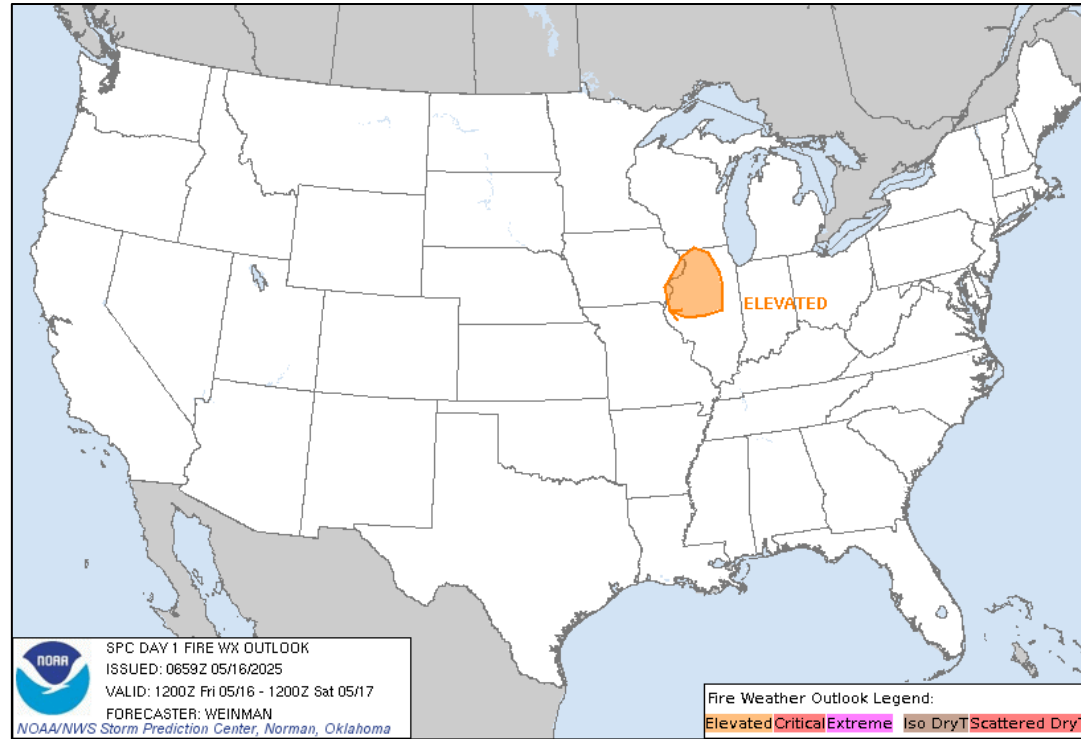 ELEVATED
NOAA
SPC DAY 1 FIRE WX OUTLOOK
ISSUED: 0659Z 05/16/2025
VALID: 1200Z Fri 05/16 - 1200Z Sat 05/17
FORECASTER: WEINMAN
NOAA/NWS Storm Prediction Center, Norman, Oklahoma
Fire Weather Outlook Legend:
Elevated Critical Extreme Iso DryT Scattered DryT